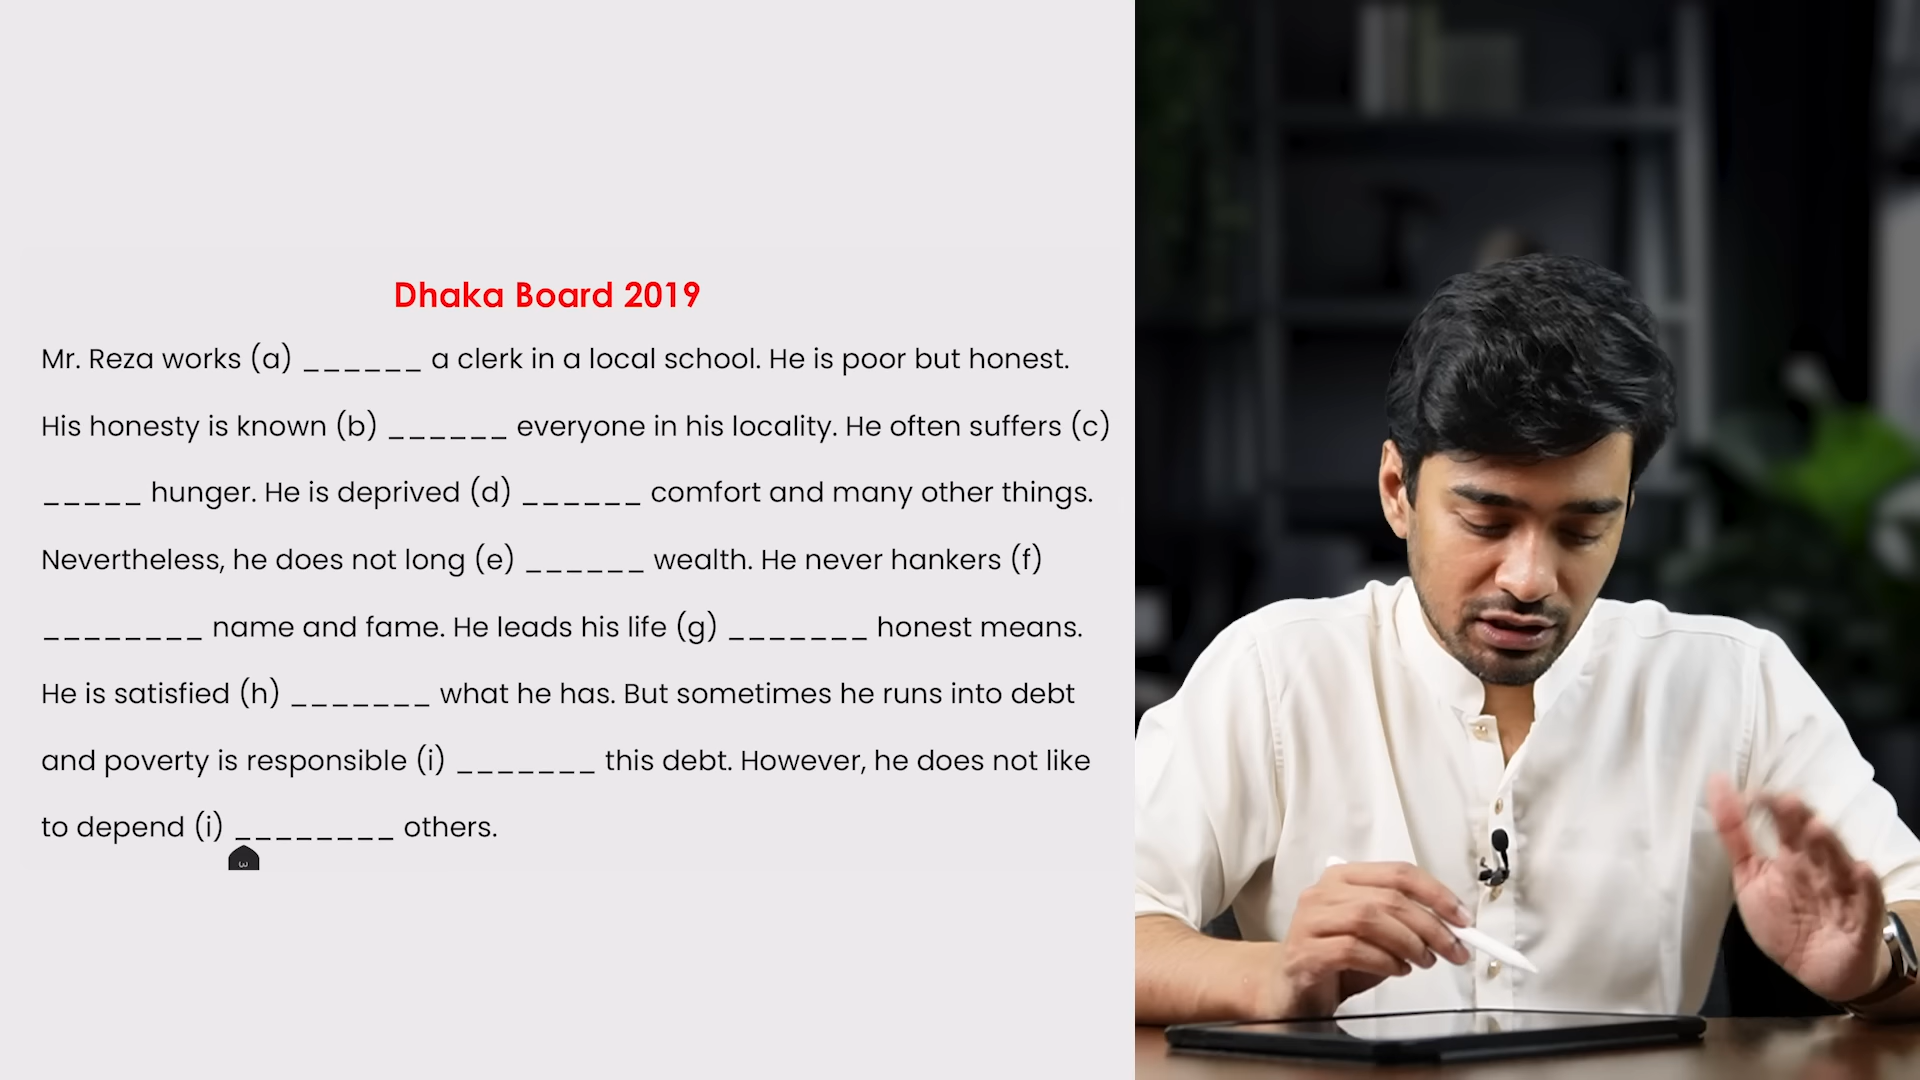 Dhaka Board 2019
Mr. Reza works (a) ______ a clerk in a local school. He is poor but honest.
His honesty is known (b) ______ everyone in his locality. He often suffers (c)
_____ hunger. He is deprived (d) ______ comfort and many other things.
Nevertheless, he does not long (e) ______ wealth. He never hankers (f)
________ name and fame. He leads his life (g) _______ honest means.
He is satisfied (h) _______ what he has. But sometimes he runs into debt
and poverty is responsible (i) _______ this debt. However, he does not like
to depend (i) ________ others.